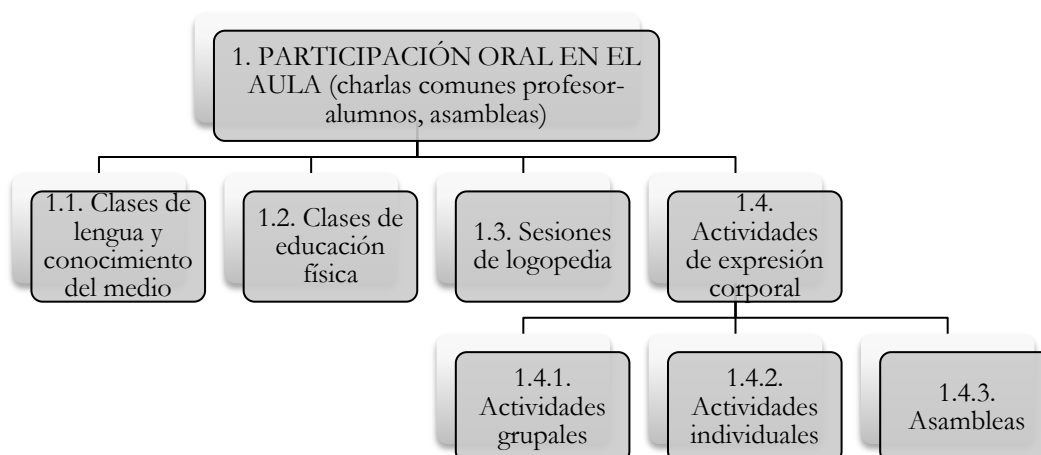 1. PARTICIPACIÓN ORAL EN EL
AULA (charlas comunes profesor-
alumnos, asambleas)
1.1. Clases de
lengua y
conocimiento
del medio
1.2. Clases de
educación
física
1.3. Sesiones
de logopedia
1.4.
Actividades
de expresión
corporal
1.4.1.
Actividades
grupales
1.4.2.
Actividades
individuales
1.4.3.
Asambleas